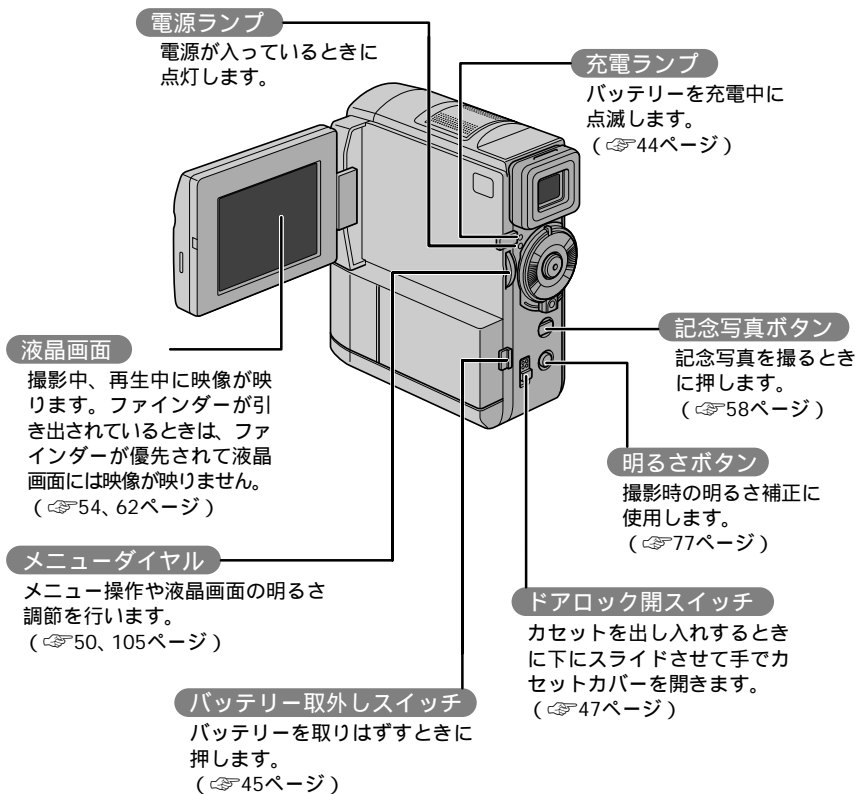 電源ランプ
電源が入っているときに
点灯します。
充電ランプ
バッテリーを充電中に
点滅します。
（☞44ページ）
液晶画面
撮影中、再生中に映像が映
ります。ファインダーが引
き出されているときは、ファ
インダーが優先されて液晶
画面には映像が映りません。
（☞54、62ページ）
記念写真ボタン
記念写真を撮るとき
に押します。
（☞58ページ）
明るさボタン
撮影時の明るさ補正に
使用します。
（☞77ページ）
メニューダイヤル
メニュー操作や液晶画面の明るさ
調節を行います。
（☞50、105ページ）
ドアロック開スイッチ
カセットを出し入れするとき
に下にスライドさせて手でカ
セットカバーを開きます。
（☞47ページ）
バッテリー取外しスイッチ
バッテリーを取りはずすときに
押します。
（☞45ページ）